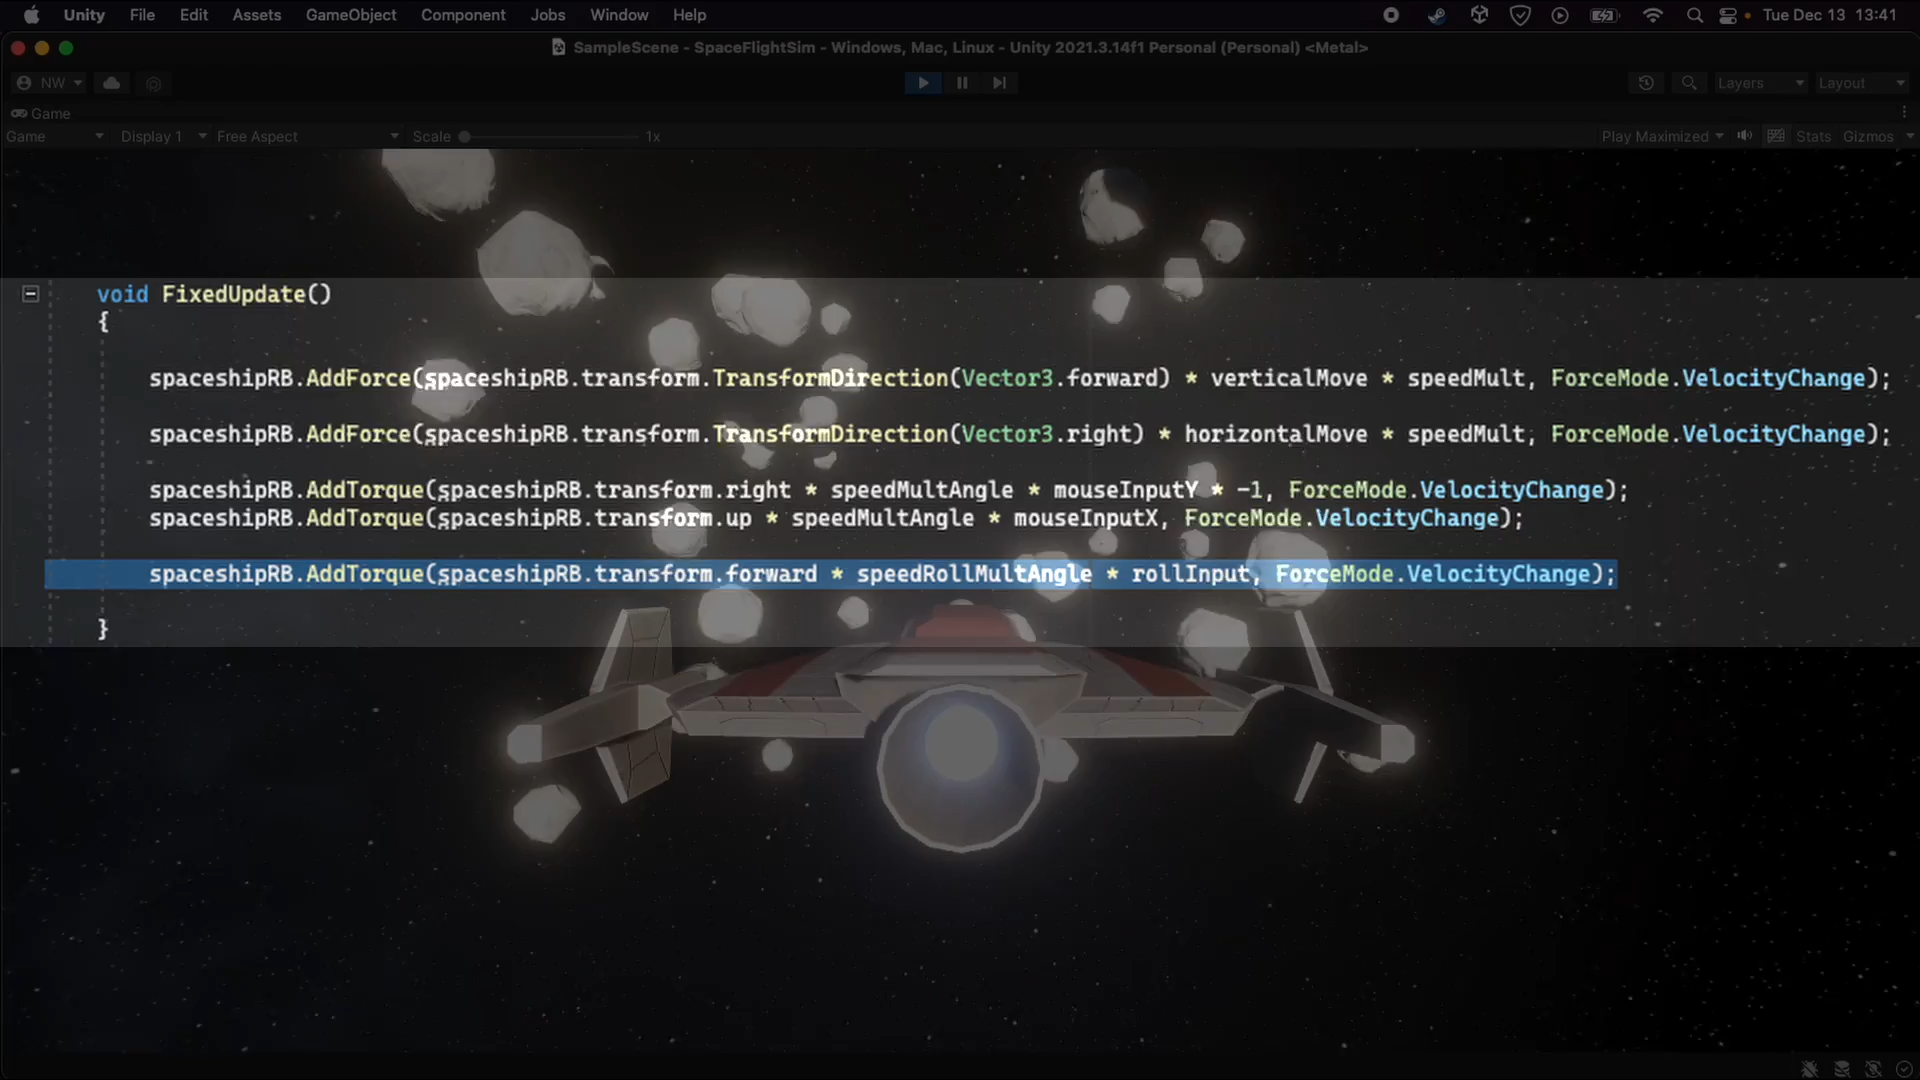 Unity File Edit Assets GameObject Component Jobs Window Help Tue Dec 13 13:41
SampleScene - SpaceFlightSim - Windows, Mac, Linux - Unity 2021.3.14f1 Personal (Personal) <Metal>
NW Layers Layout
Game
Game Display 1 Free Aspect Scale 1x Play Maximized Stats Gizmos
void FixedUpdate()
{
spaceshipRB.AddForce(spaceshipRB.transform.TransformDirection(Vector3.forward) * verticalMove * speedMult, ForceMode.VelocityChange);
spaceshipRB.AddForce(spaceshipRB.transform.TransformDirection(Vector3.right) * horizontalMove * speedMult, ForceMode.VelocityChange);
spaceshipRB.AddTorque(spaceshipRB.transform.right * speedMultAngle * mouseInputY * -1, ForceMode.VelocityChange);
spaceshipRB.AddTorque(spaceshipRB.transform.up * speedMultAngle * mouseInputX, ForceMode.VelocityChange);
spaceshipRB.AddTorque(spaceshipRB.transform.forward * speedRollMultAngle * rollInput, ForceMode.VelocityChange);
}